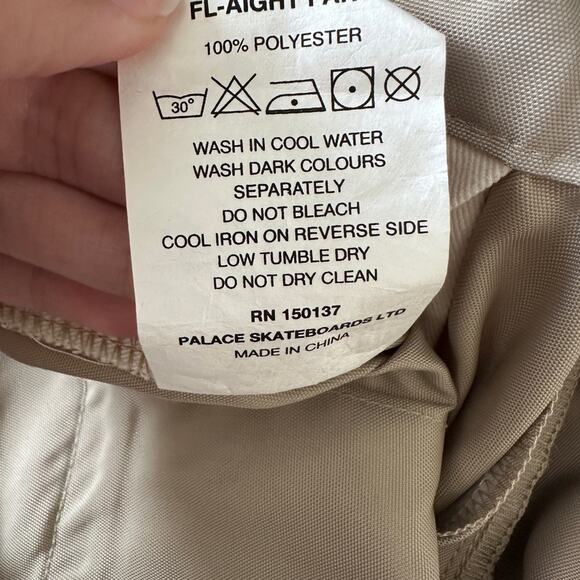 FL-AIGHT
100% POLYESTER
30°
WASH IN COOL WATER
WASH DARK COLOURS
SEPARATELY
DO NOT BLEACH
COOL IRON ON REVERSE SIDE
LOW TUMBLE DRY
DO NOT DRY CLEAN
RN 150137
PALACE SKATEBOARDS LTD
MADE IN CHINA